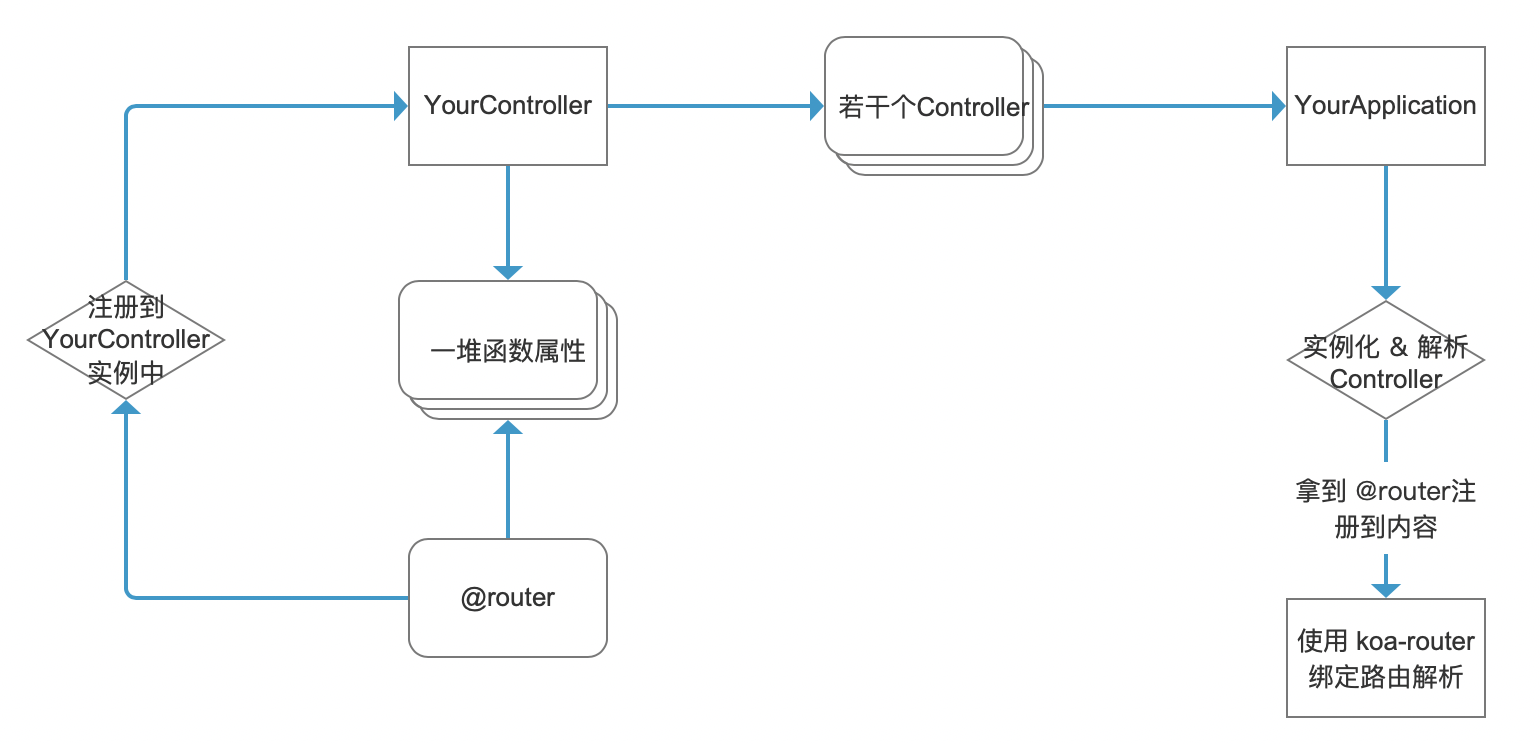 YourController
若干个Controller
YourApplication
注册到
YourController
实例中
一堆函数属性
实例化 & 解析
Controller
拿到 @router注
册到内容
@router
使用 koa-router
绑定路由解析